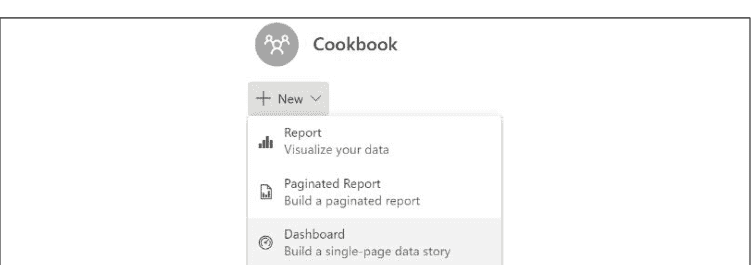 Cookbook
+ New
Report
Visualize your data
Paginated Report
Build a paginated report
Dashboard
Build a single-page data story